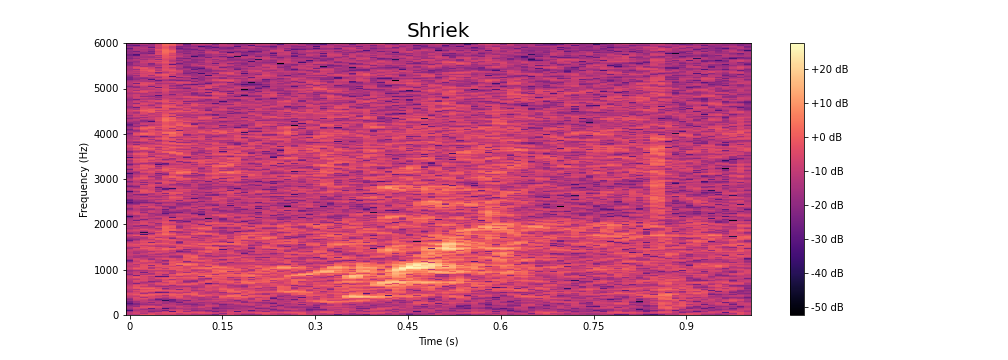 Shriek
6000
5000
4000
3000
2000
1000
0
Frequency (Hz)
0
0.15
0.3
0.45
0.6
0.75
0.9
Time (s)
+20 dB
+10 dB
+0 dB
-10 dB
-20 dB
-30 dB
-40 dB
-50 dB